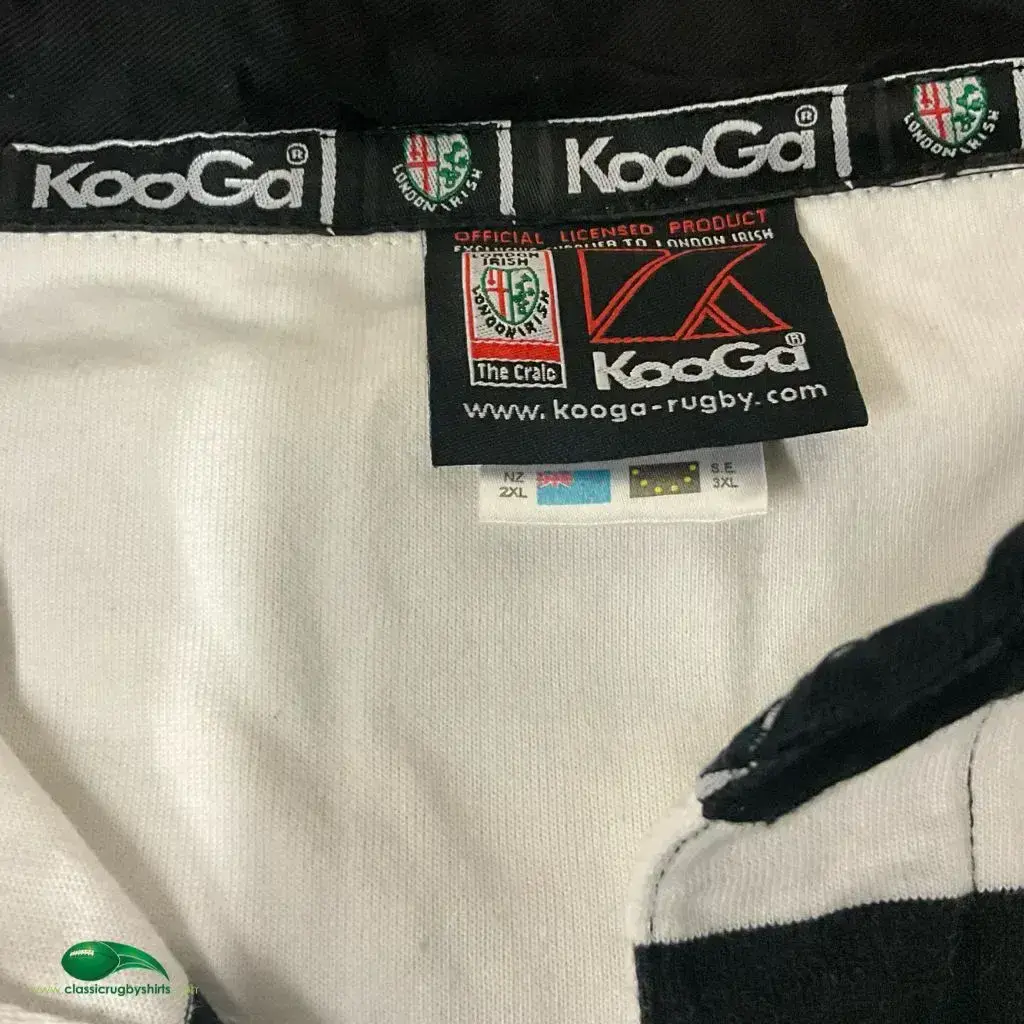 KooGa®
LONDON IRISH
KooGa®
LONDON IRISH
OFFICIAL LICENSED PRODUCT
EXCLUSIVE SUPPLIER TO LONDON IRISH
LONDON
IRISH
LONDON IRISH
The Craic
KooGa®
www.kooga-rugby.com
NZ
2XL
S.E.
3XL
www.classicrugbyshirts